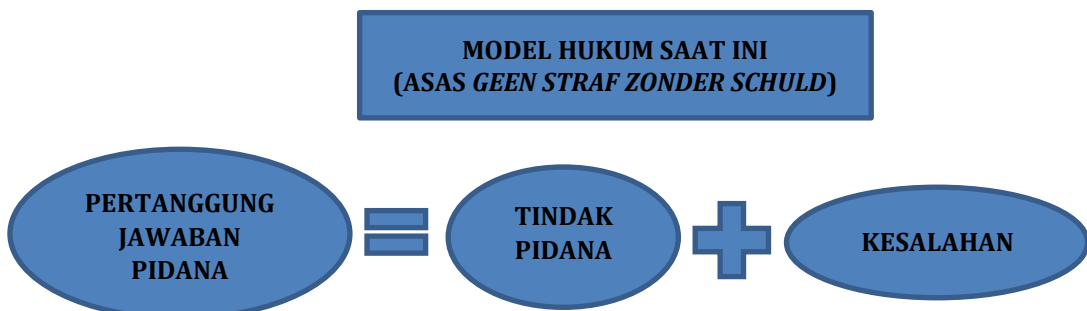 MODEL HUKUM SAAT INI
(ASAS GEEN STRAF ZONDER SCHULD)
PERTANGGUNG
JAWABAN
PIDANA
TINDAK
PIDANA
KESALAHAN